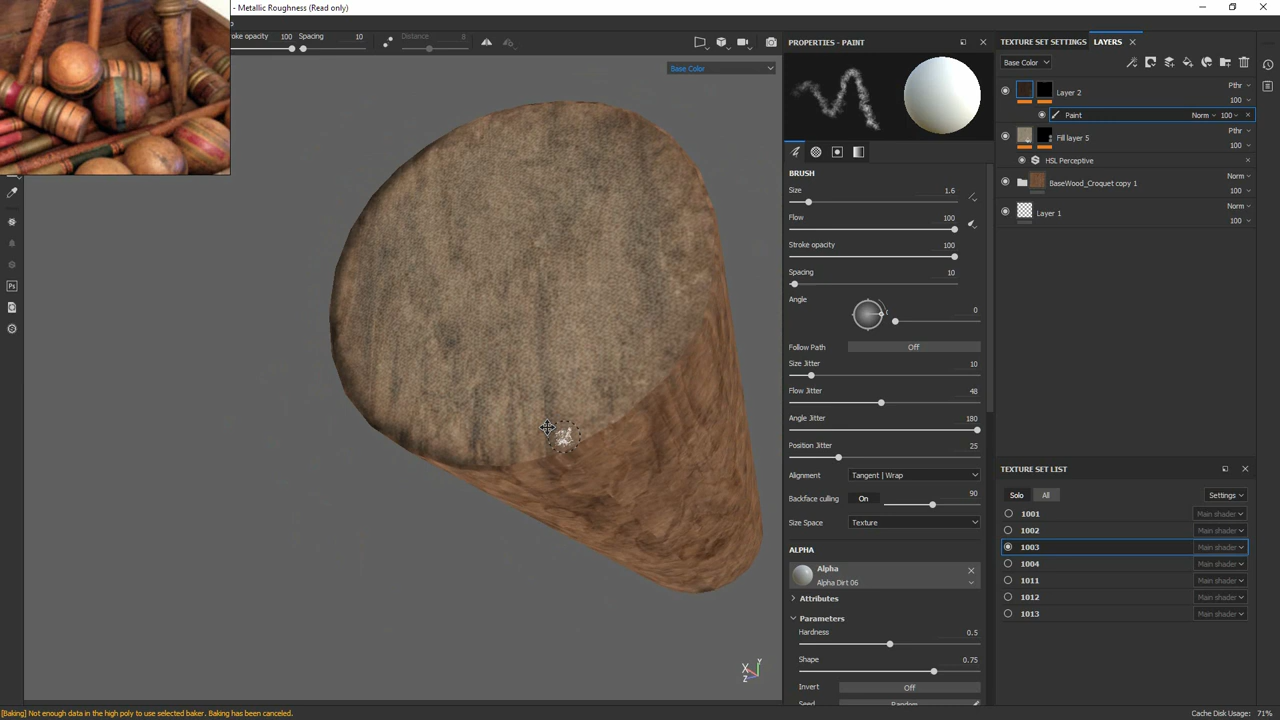 - Metallic Roughness (Read only)
Stroke opacity 100 Spacing 10 Distance 8
Base Color
PROPERTIES - PAINT
BRUSH
Size 1.6
Flow 100
Stroke opacity 100
Spacing 10
Angle 0
Follow Path Off
Size Jitter 10
Flow Jitter 48
Angle Jitter 180
Position Jitter 25
Alignment Tangent | Wrap
Backface culling On 90
Size Space Texture
ALPHA
Alpha
Alpha Dirt 06
Attributes
Parameters
Hardness 0.5
Shape 0.75
Invert Off
Seed Random
TEXTURE SET SETTINGS LAYERS
Base Color
Layer 2 Pthr 100
Paint Norm 100
Fill layer 5 Pthr 100
HSL Perceptive
BaseWood_Croquet copy 1 Norm 100
Layer 1 Norm 100
TEXTURE SET LIST
Solo All Settings
1001 Main shader
1002 Main shader
1003 Main shader
1004 Main shader
1011 Main shader
1012 Main shader
1013 Main shader
Ps
X Y Z
[Baking] Not enough data in the high poly to use selected baker. Baking has been canceled.
Cache Disk Usage: 71%